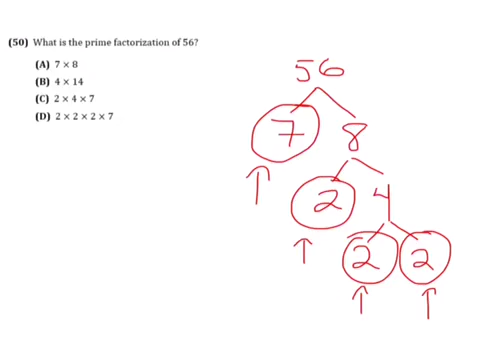 (50) What is the prime factorization of 56?
(A) 7 × 8
(B) 4 × 14
(C) 2 × 4 × 7
(D) 2 × 2 × 2 × 7
56
7 8
2 4
2 2